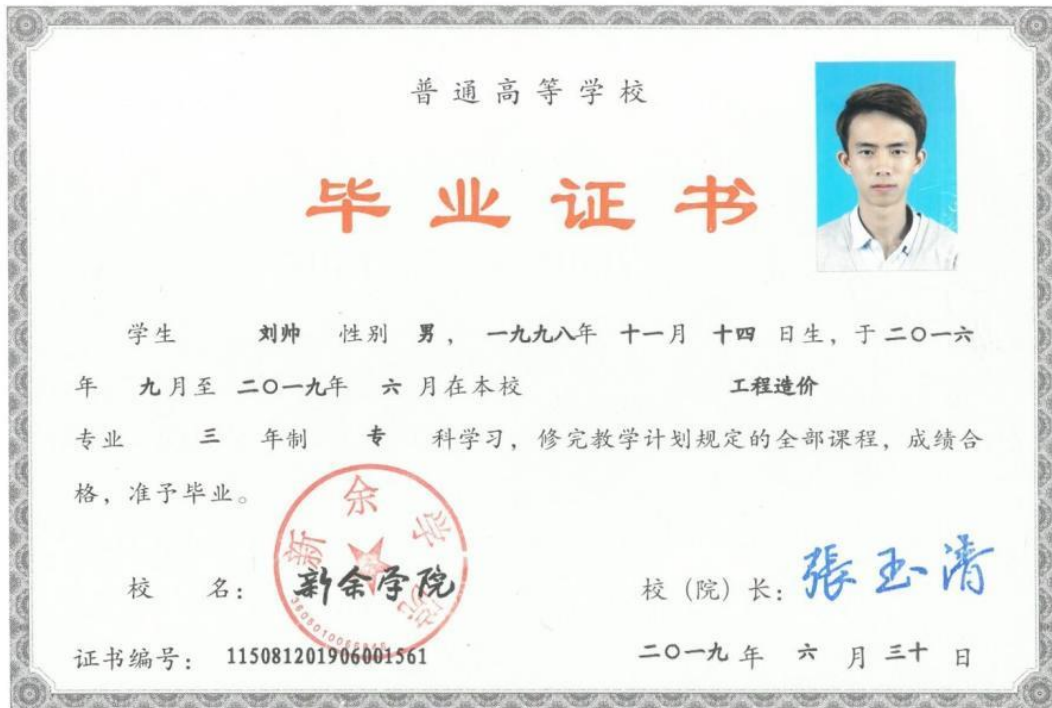 普通高等学校
毕业证书
学生 刘帅 性别 男，一九九八年 十一月 十四 日生，于二〇一六
年 九月至 二〇一九年 六 月在本校 工程造价
专业 三 年制 专 科学习，修完教学计划规定的全部课程，成绩合
格，准予毕业。
新余学院
校 名：新余学院 校（院）长：張玉清
证书编号：115081201906001561 二〇一九 年 六 月 三十 日